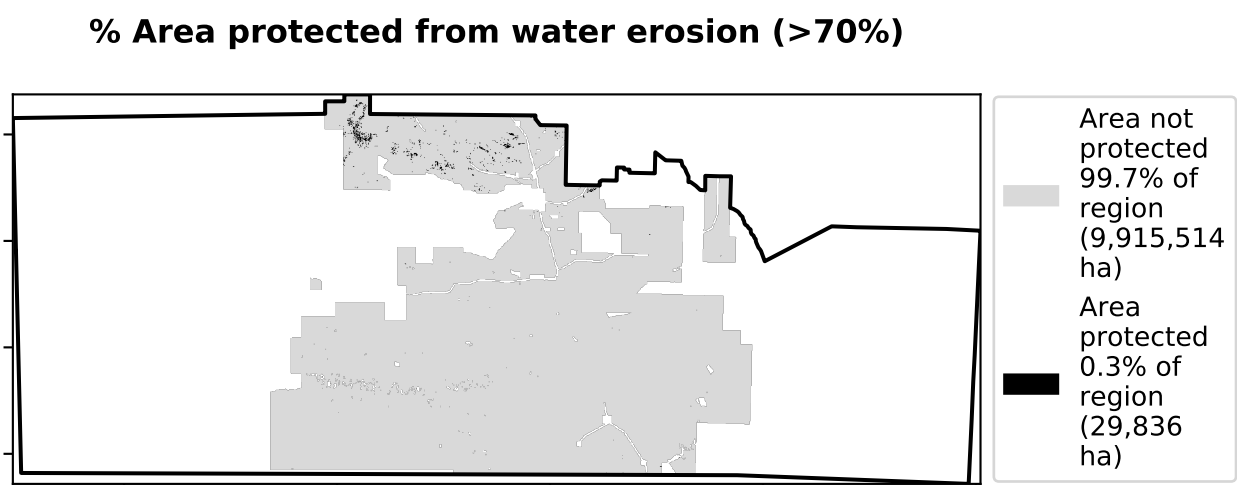 % Area protected from water erosion (>70%)
Area not
protected
99.7% of
region
(9,915,514
ha)
Area
protected
0.3% of
region
(29,836
ha)